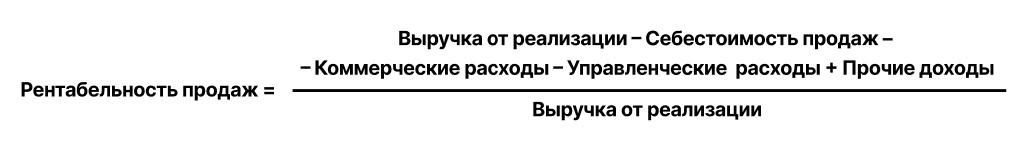 Выручка от реализации – Себестоимость продаж –
– Коммерческие расходы – Управленческие расходы + Прочие доходы
Рентабельность продаж =
Выручка от реализации